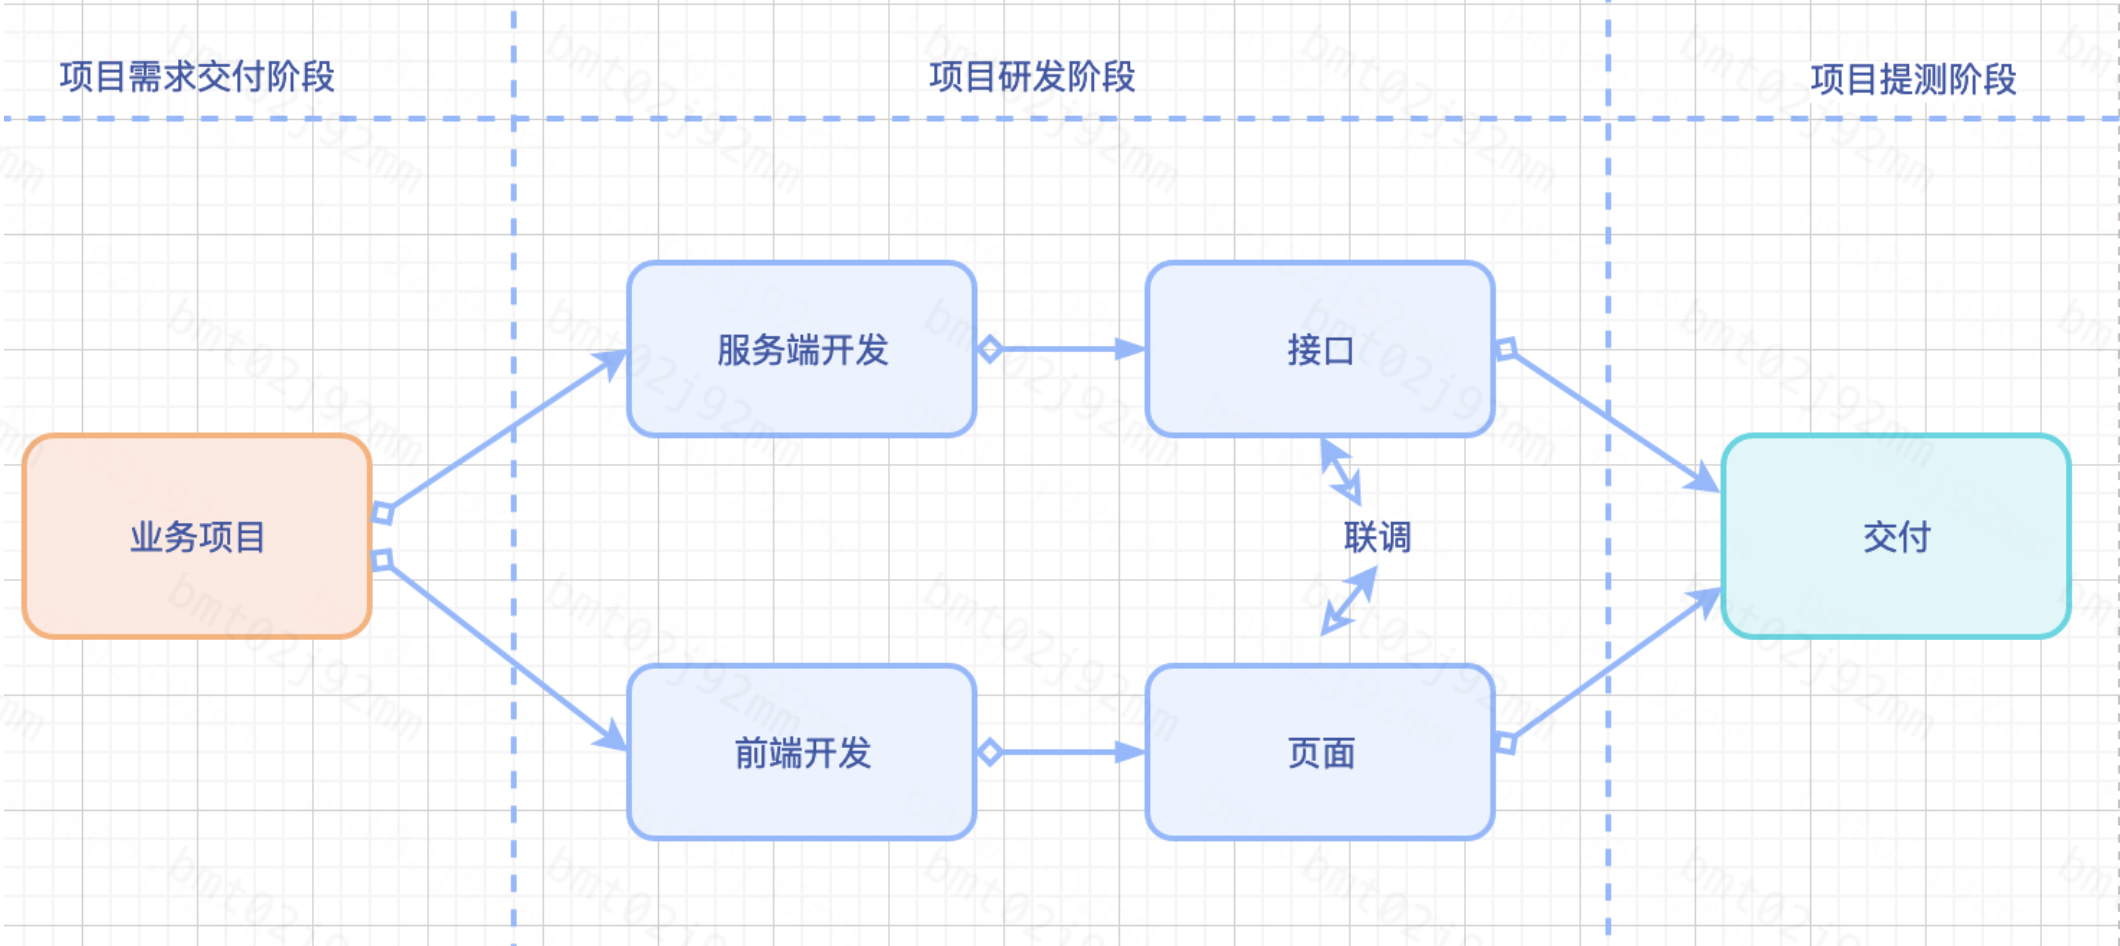 项目需求交付阶段
项目研发阶段
项目提测阶段
服务端开发
接口
业务项目
联调
交付
前端开发
页面
bmt02j92mm